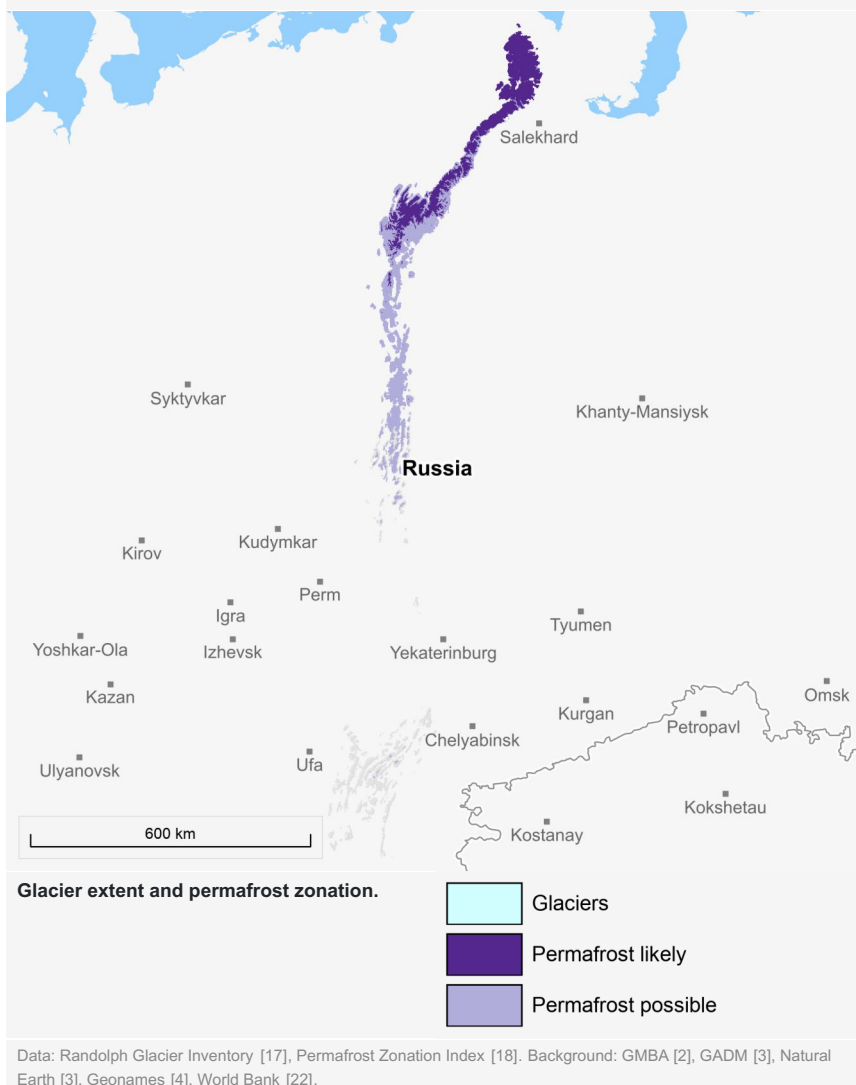 Salekhard
Syktyvkar
Khanty-Mansiysk
Russia
Kirov
Kudymkar
Perm
Igra
Tyumen
Yoshkar-Ola
Izhevsk
Yekaterinburg
Kazan
Omsk
Kurgan
Petropavl
Chelyabinsk
Ulyanovsk
Ufa
Kokshetau
Kostanay
600 km
Glacier extent and permafrost zonation.
Glaciers
Permafrost likely
Permafrost possible
Data: Randolph Glacier Inventory [17], Permafrost Zonation Index [18]. Background: GMBA [2], GADM [3], Natural
Earth [3], Geonames [4], World Bank [22].